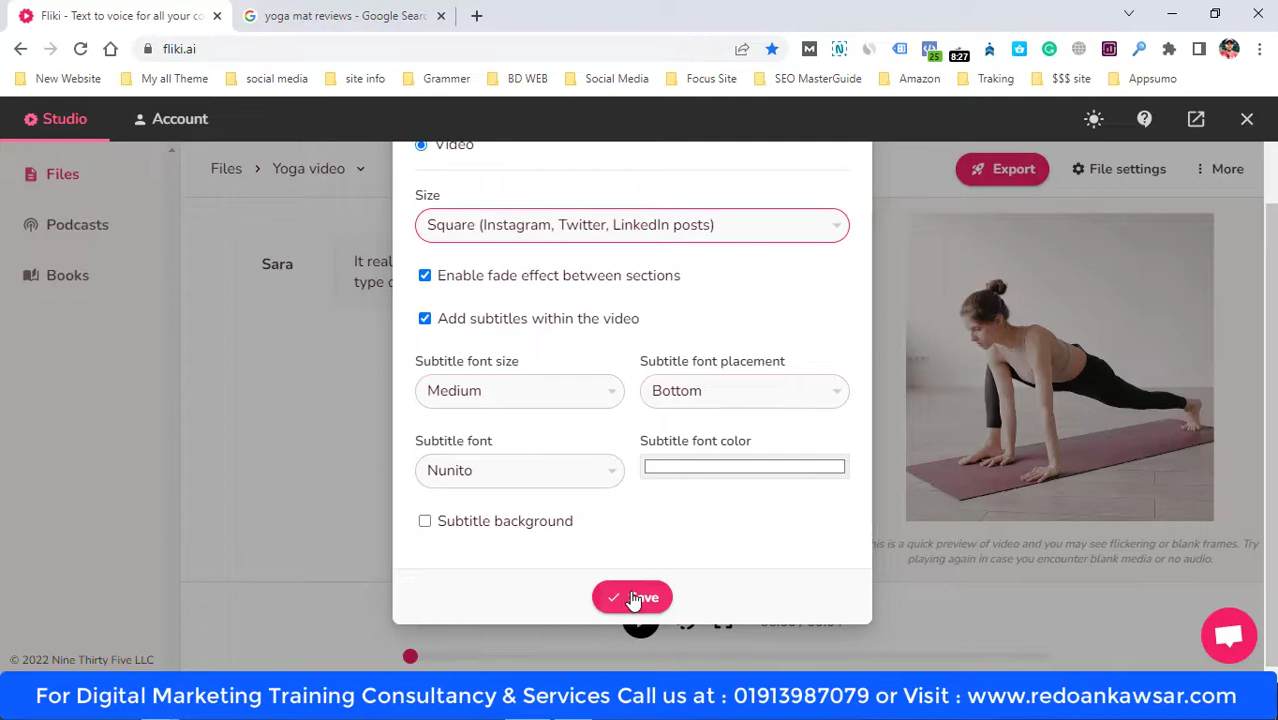 Fliki - Text to voice for all your co
yoga mat reviews - Google Sear
fliki.ai
25
8:27
New Website
My all Theme
social media
site info
Grammer
BD WEB
Social Media
Focus Site
SEO MasterGuide
Amazon
Traking
$$$ site
Appsumo
Studio
Account
Files
Podcasts
Books
Files > Yoga video
Export
File settings
More
Sara
It real
type c
Video
Size
Square (Instagram, Twitter, LinkedIn posts)
Enable fade effect between sections
Add subtitles within the video
Subtitle font size
Subtitle font placement
Medium
Bottom
Subtitle font
Subtitle font color
Nunito
Subtitle background
his is a quick preview of video and you may see flickering or blank frames. Try
playing again in case you encounter blank media or no audio.
© 2022 Nine Thirty Five LLC
For Digital Marketing Training Consultancy & Services Call us at : 01913987079 or Visit : www.redoankawsar.com